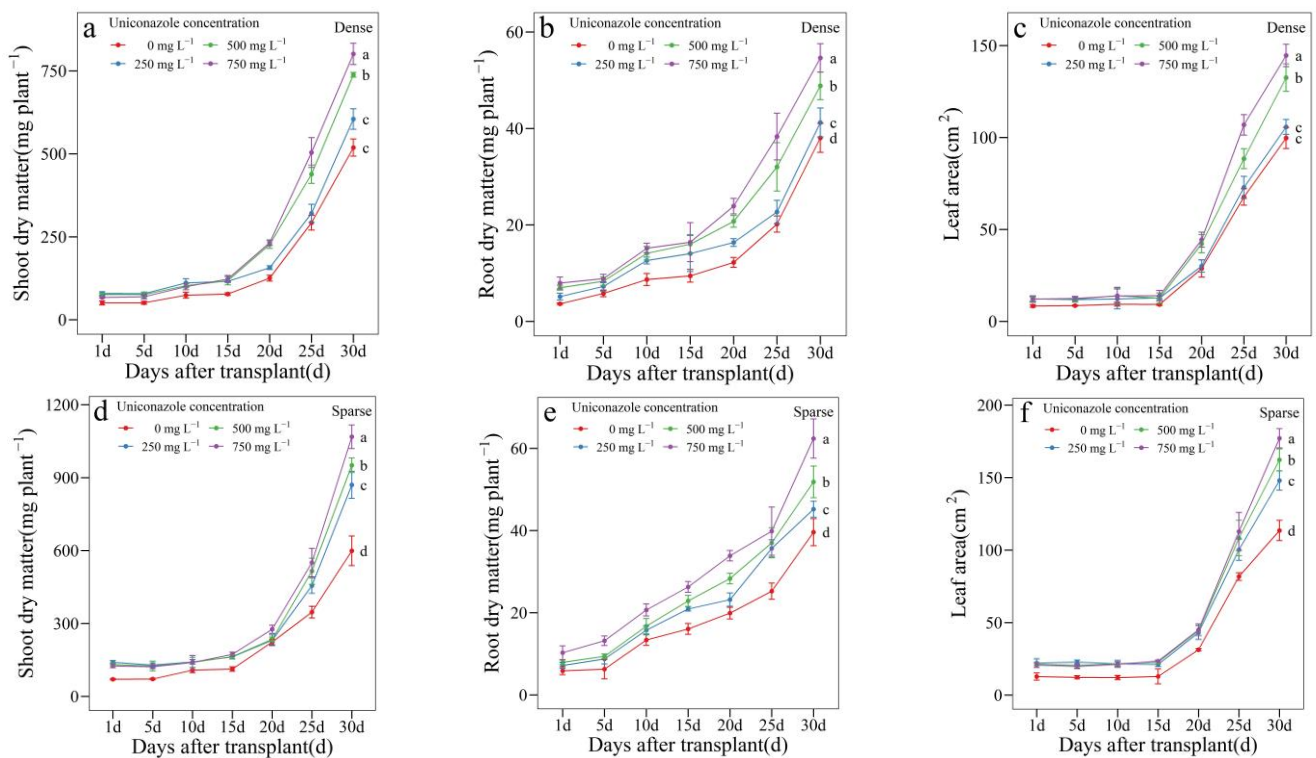 a
Uniconazole concentration
Dense
0 mg L⁻¹
500 mg L⁻¹
250 mg L⁻¹
750 mg L⁻¹
a
b
c
c
750
500
250
0
Shoot dry matter(mg plant⁻¹)
1d 5d 10d 15d 20d 25d 30d
Days after transplant(d)
b
Uniconazole concentration
Dense
0 mg L⁻¹
500 mg L⁻¹
250 mg L⁻¹
750 mg L⁻¹
a
b
c
d
60
40
20
0
Root dry matter(mg plant⁻¹)
1d 5d 10d 15d 20d 25d 30d
Days after transplant(d)
c
Uniconazole concentration
Dense
0 mg L⁻¹
500 mg L⁻¹
250 mg L⁻¹
750 mg L⁻¹
a
b
c
c
150
100
50
0
Leaf area(cm²)
1d 5d 10d 15d 20d 25d 30d
Days after transplant(d)
d
Uniconazole concentration
Sparse
0 mg L⁻¹
500 mg L⁻¹
250 mg L⁻¹
750 mg L⁻¹
a
b
c
d
1200
900
600
300
0
Shoot dry matter(mg plant⁻¹)
1d 5d 10d 15d 20d 25d 30d
Days after transplant(d)
e
Uniconazole concentration
Sparse
0 mg L⁻¹
500 mg L⁻¹
250 mg L⁻¹
750 mg L⁻¹
a
b
c
d
60
40
20
0
Root dry matter(mg plant⁻¹)
1d 5d 10d 15d 20d 25d 30d
Days after transplant(d)
f
Uniconazole concentration
Sparse
0 mg L⁻¹
500 mg L⁻¹
250 mg L⁻¹
750 mg L⁻¹
a
b
c
d
200
150
100
50
0
Leaf area(cm²)
1d 5d 10d 15d 20d 25d 30d
Days after transplant(d)